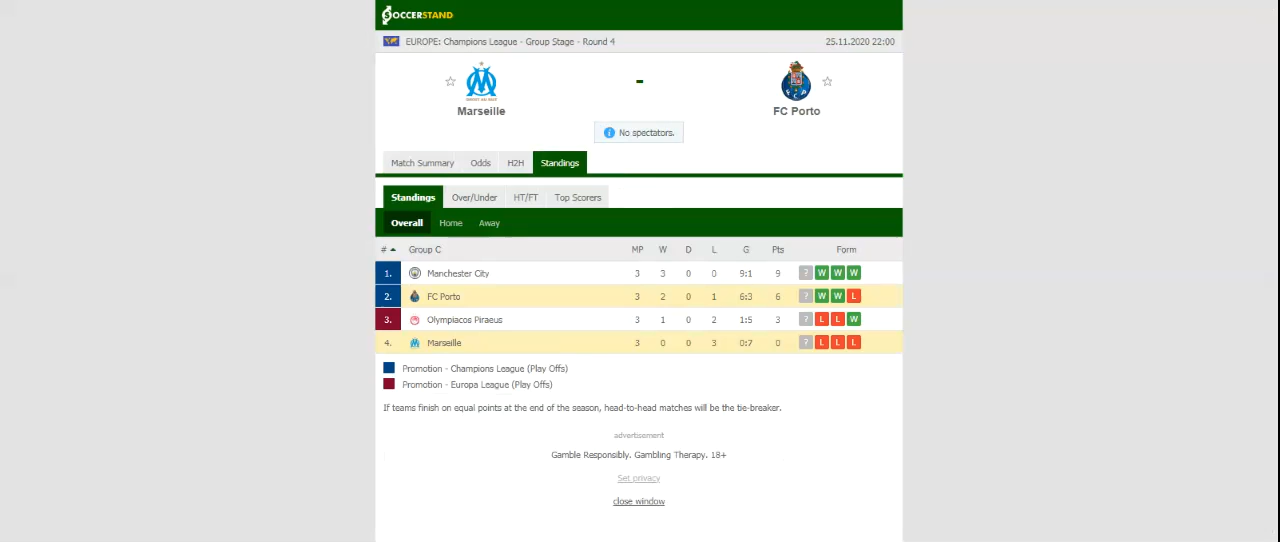 SOCCERSTAND
EUROPE: Champions League - Group Stage - Round 4 25.11.2020 22:00
-
Marseille FC Porto
No spectators.
Match Summary Odds H2H Standings
Standings Over/Under HT/FT Top Scorers
Overall Home Away
# Group C MP W D L G Pts Form
1. Manchester City 3 3 0 0 9:1 9 ? W W W
2. FC Porto 3 2 0 1 6:3 6 ? W W L
3. Olympiacos Piraeus 3 1 0 2 1:5 3 ? L L W
4. Marseille 3 0 0 3 0:7 0 ? L L L
Promotion - Champions League (Play Offs)
Promotion - Europa League (Play Offs)
If teams finish on equal points at the end of the season, head-to-head matches will be the tie-breaker.
advertisement
Gamble Responsibly. Gambling Therapy. 18+
Set privacy
close window